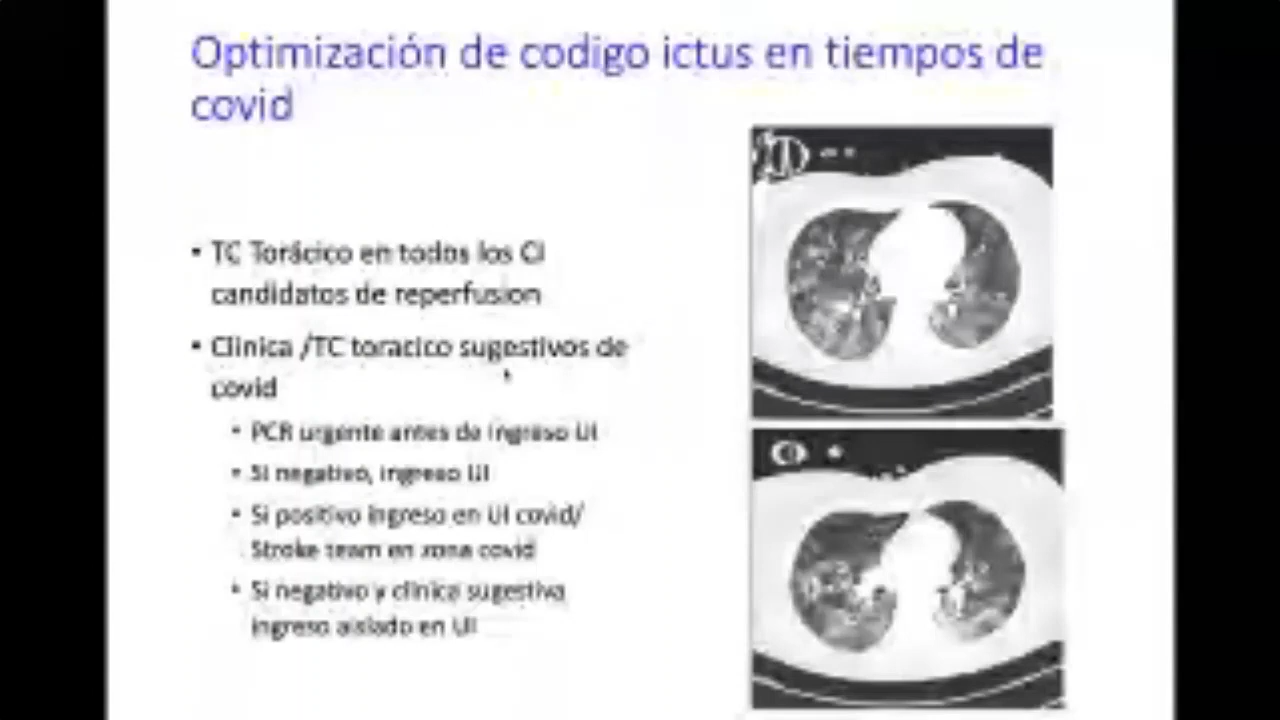 Optimización de codigo ictus en tiempos de
covid
• TC Torácico en todos los CI
candidatos de reperfusion
• Clinica /TC toracico sugestivos de
covid
• PCR urgente antes de ingreso UI
• Si negativo, ingreso UI
• Si positivo ingreso en UI covid/
Stroke team en zona covid
• Si negativo y clinica sugestiva
ingreso aislado en UI